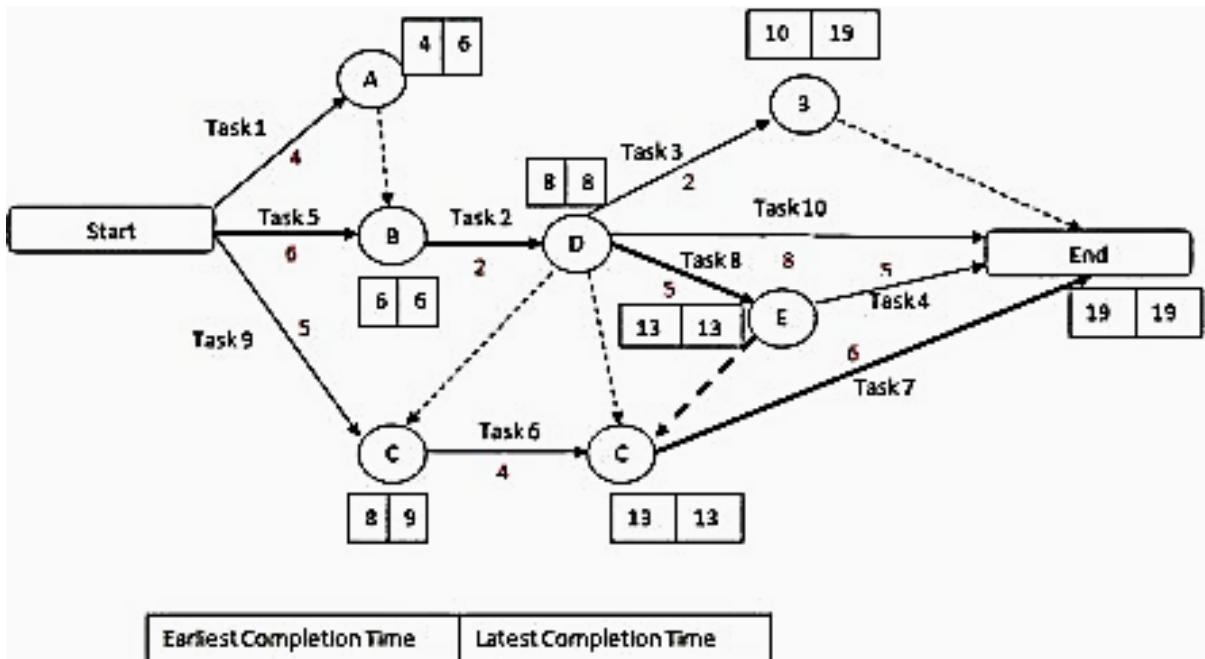 4 6
10 19
A
3
Task 1
4
Task 3
2
8 8
Task 5
6
Task 2
2
Task 10
Start
B
D
End
Task 8
8
5
5
Task 4
6 6
13 13
E
19 19
Task 9
5
6
Task 7
C
Task 6
4
C
8 9
13 13
Earliest Completion Time Latest Completion Time